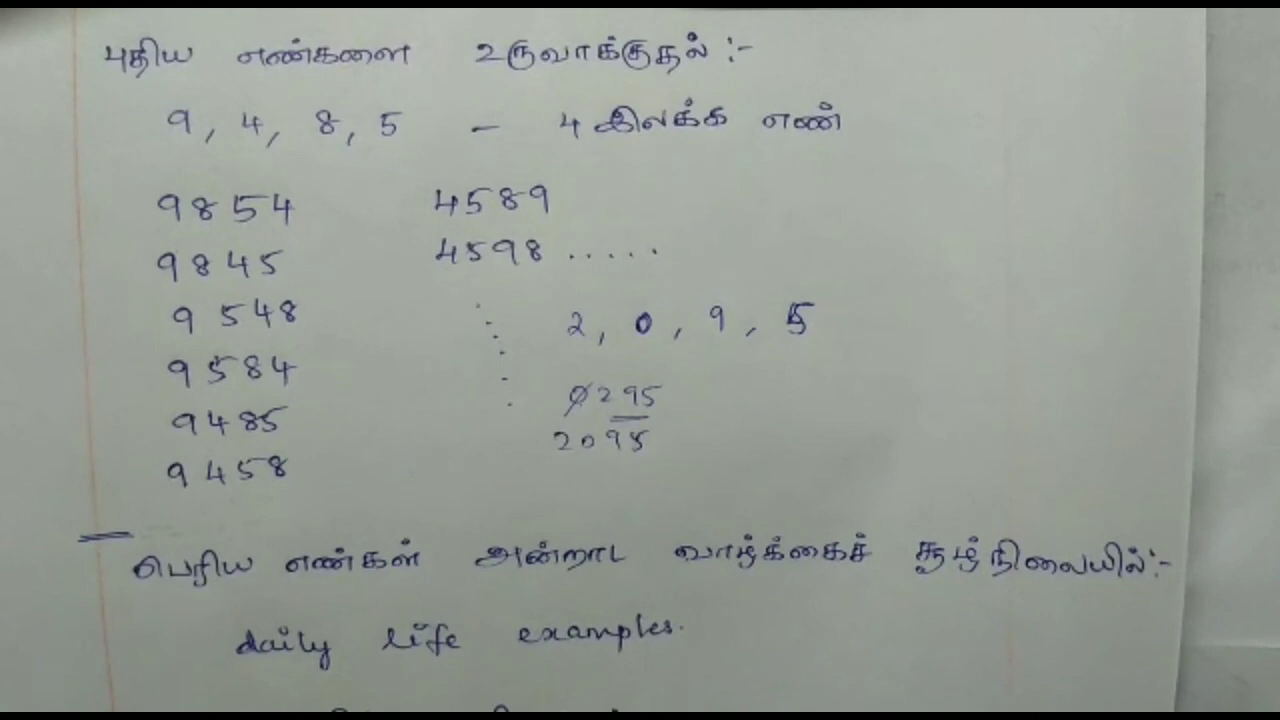 புதிய எண்களை உருவாக்குதல் :-
9, 4, 8, 5 - 4 இலக்க எண்
9854 4589
9845 4598 .....
9548 2, 0, 9, 5
9584 0295
9485 2095
9458
பெரிய எண்கள் அன்றாட வாழ்க்கைச் சூழ்நிலையில் :-
daily life examples.